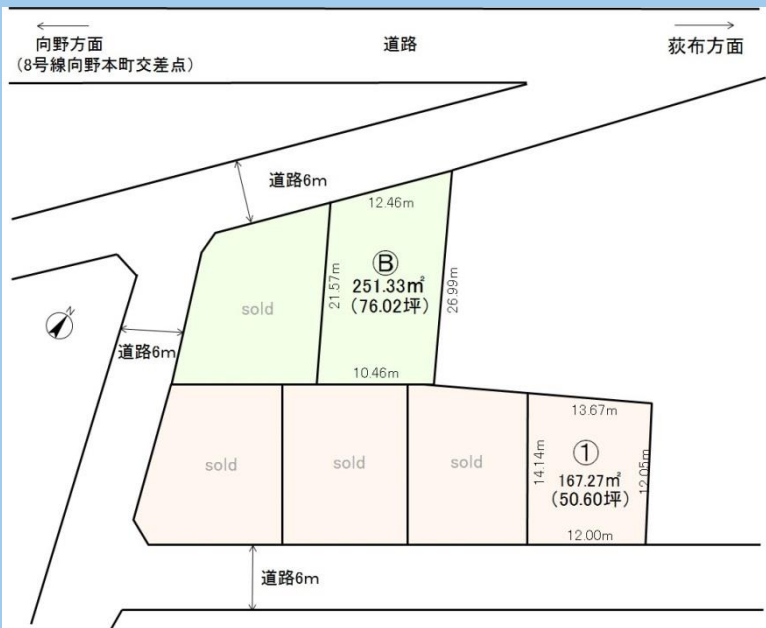 向野方面
(8号線向野本町交差点)
道路
荻布方面
道路6m
12.46m
Ⓑ
251.33㎡
(76.02坪)
21.57m
26.99m
sold
N
道路6m
10.46m
sold
sold
sold
13.67m
①
167.27㎡
(50.60坪)
14.14m
12.05m
12.00m
道路6m